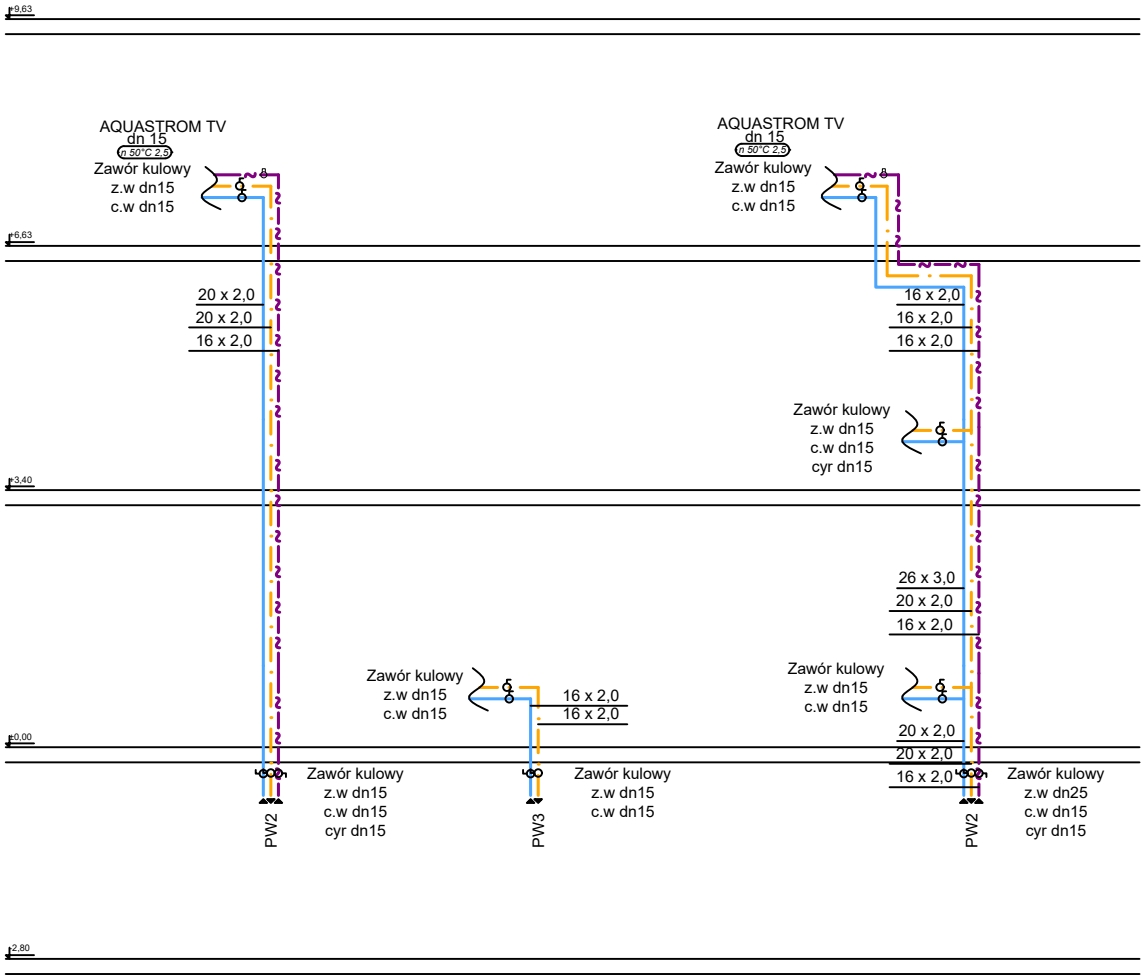 +9,63
AQUASTROM TV
dn 15
n 50°C 2,5
Zawór kulowy
z.w dn15
c.w dn15
AQUASTROM TV
dn 15
n 50°C 2,5
Zawór kulowy
z.w dn15
c.w dn15
+6,63
20 x 2,0
20 x 2,0
16 x 2,0
16 x 2,0
16 x 2,0
16 x 2,0
Zawór kulowy
z.w dn15
c.w dn15
cyr dn15
+3,40
26 x 3,0
20 x 2,0
16 x 2,0
Zawór kulowy
z.w dn15
c.w dn15
16 x 2,0
16 x 2,0
Zawór kulowy
z.w dn15
c.w dn15
±0,00
20 x 2,0
20 x 2,0
16 x 2,0
Zawór kulowy
z.w dn15
c.w dn15
cyr dn15
PW2
Zawór kulowy
z.w dn15
c.w dn15
PW3
Zawór kulowy
z.w dn25
c.w dn15
cyr dn15
PW2
-2,80